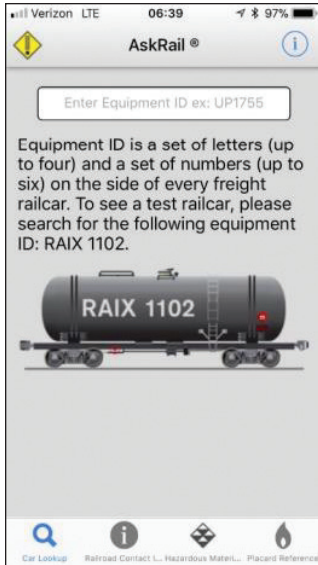 Verizon LTE 06:39 97%
AskRail ®
Enter Equipment ID ex: UP1755
Equipment ID is a set of letters (up
to four) and a set of numbers (up to
six) on the side of every freight
railcar. To see a test railcar, please
search for the following equipment
ID: RAIX 1102.
RAIX 1102
Car Lookup Railroad Contact I... Hazardous Materi... Placard Reference